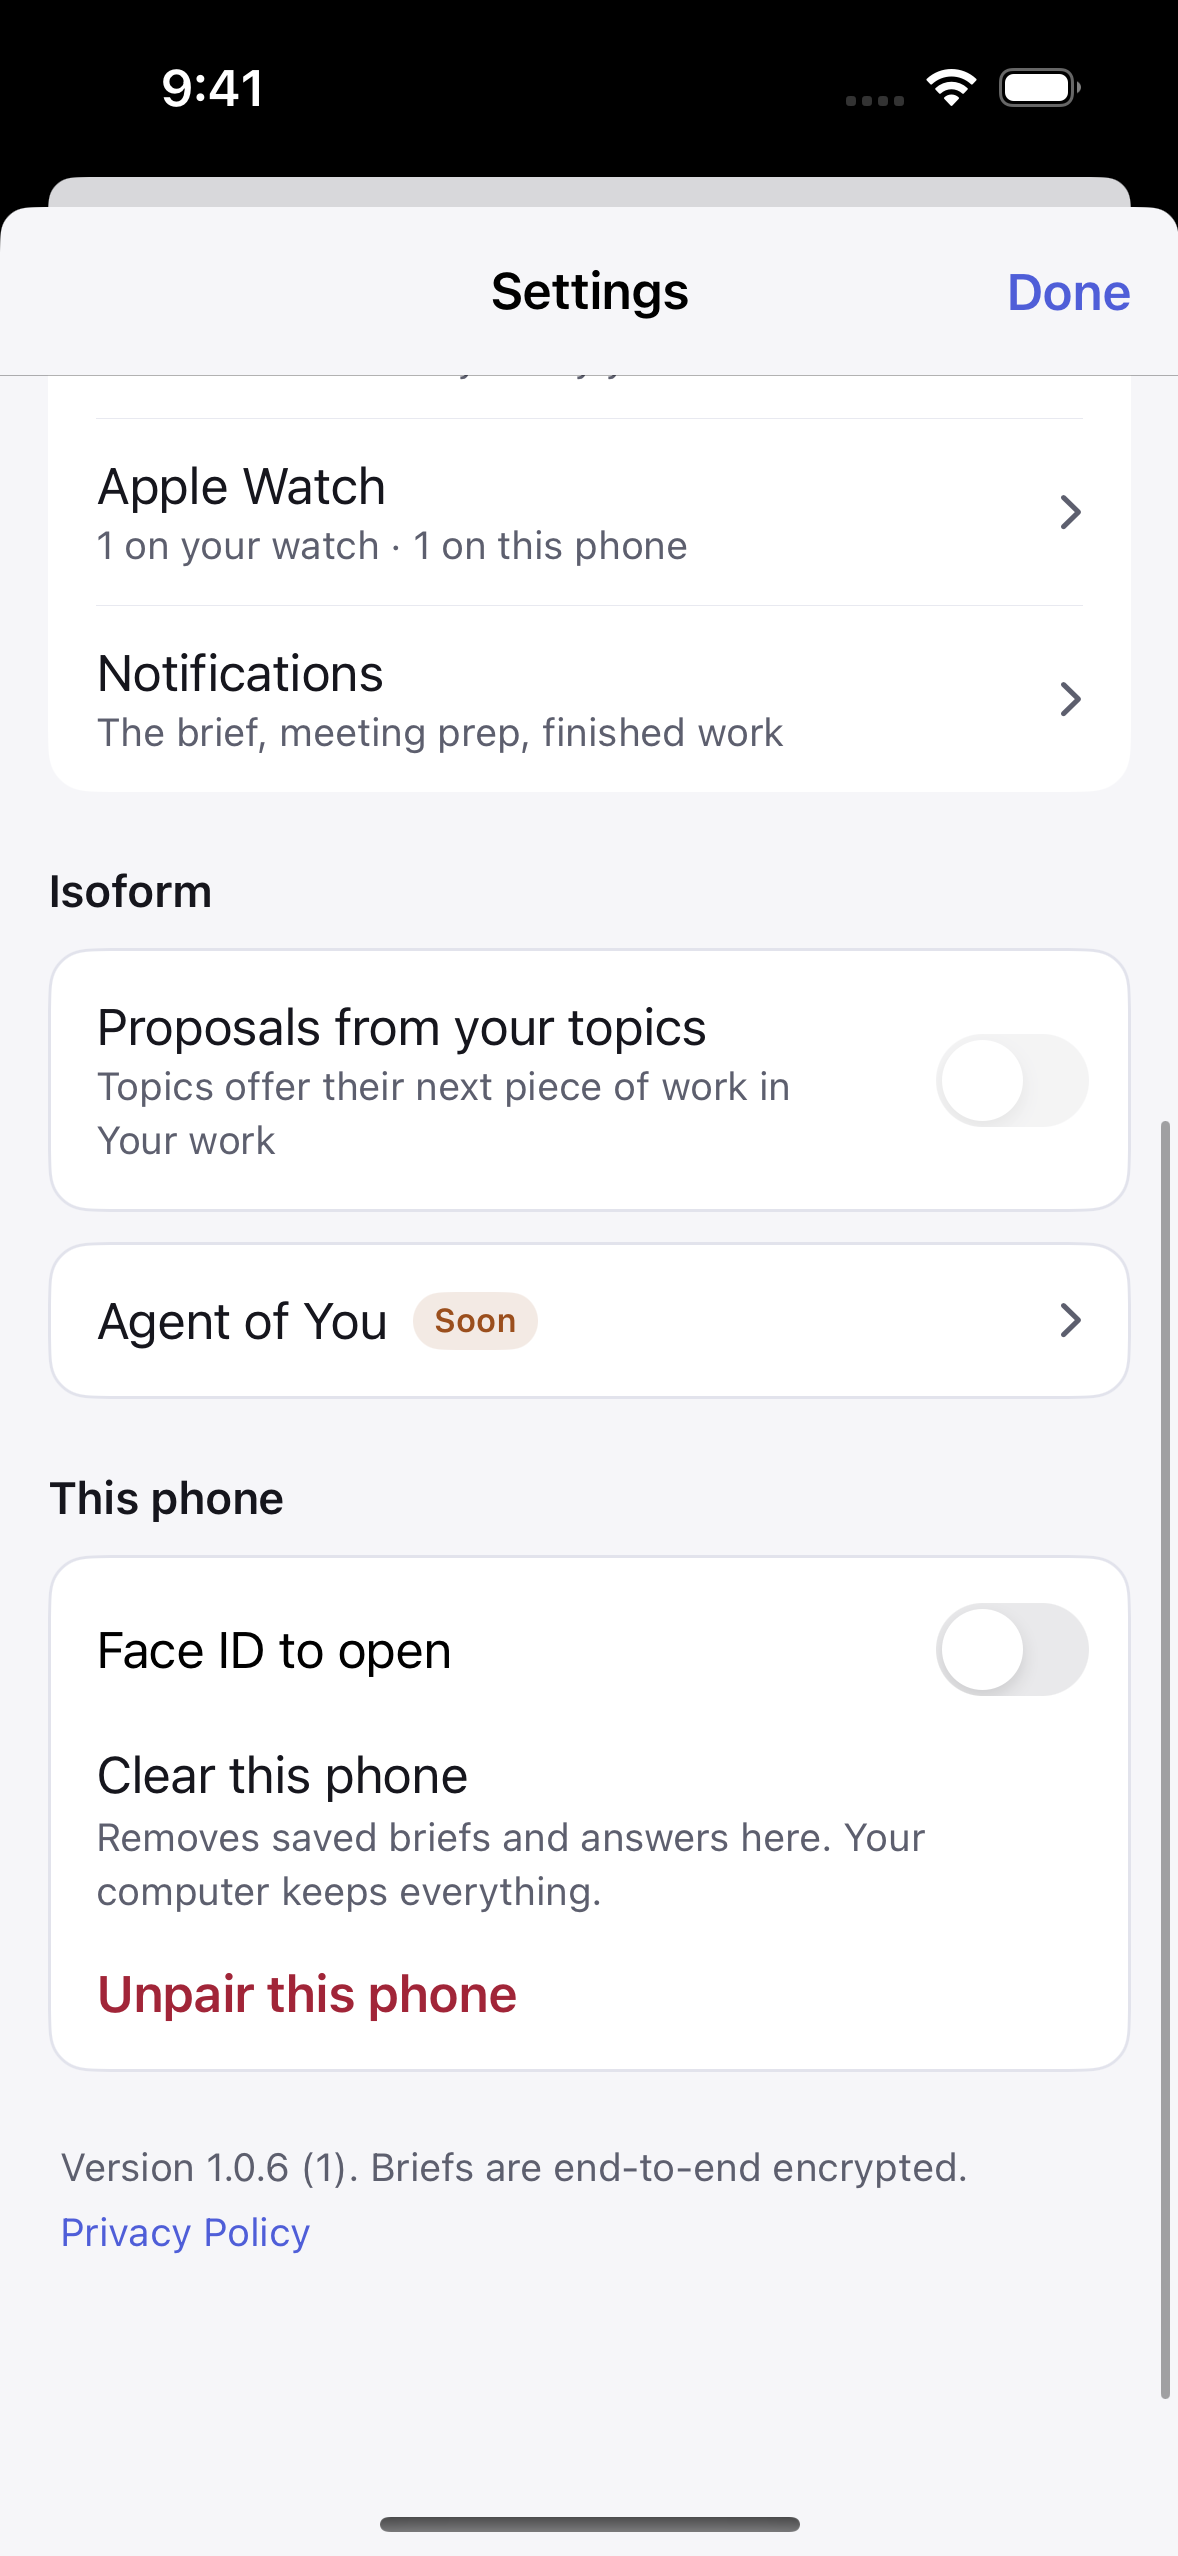 9:41
Settings
Done
Apple Watch
1 on your watch · 1 on this phone
Notifications
The brief, meeting prep, finished work
Isoform
Proposals from your topics
Topics offer their next piece of work in
Your work
Agent of You
Soon
This phone
Face ID to open
Clear this phone
Removes saved briefs and answers here. Your
computer keeps everything.
Unpair this phone
Version 1.0.6 (1). Briefs are end-to-end encrypted.
Privacy Policy